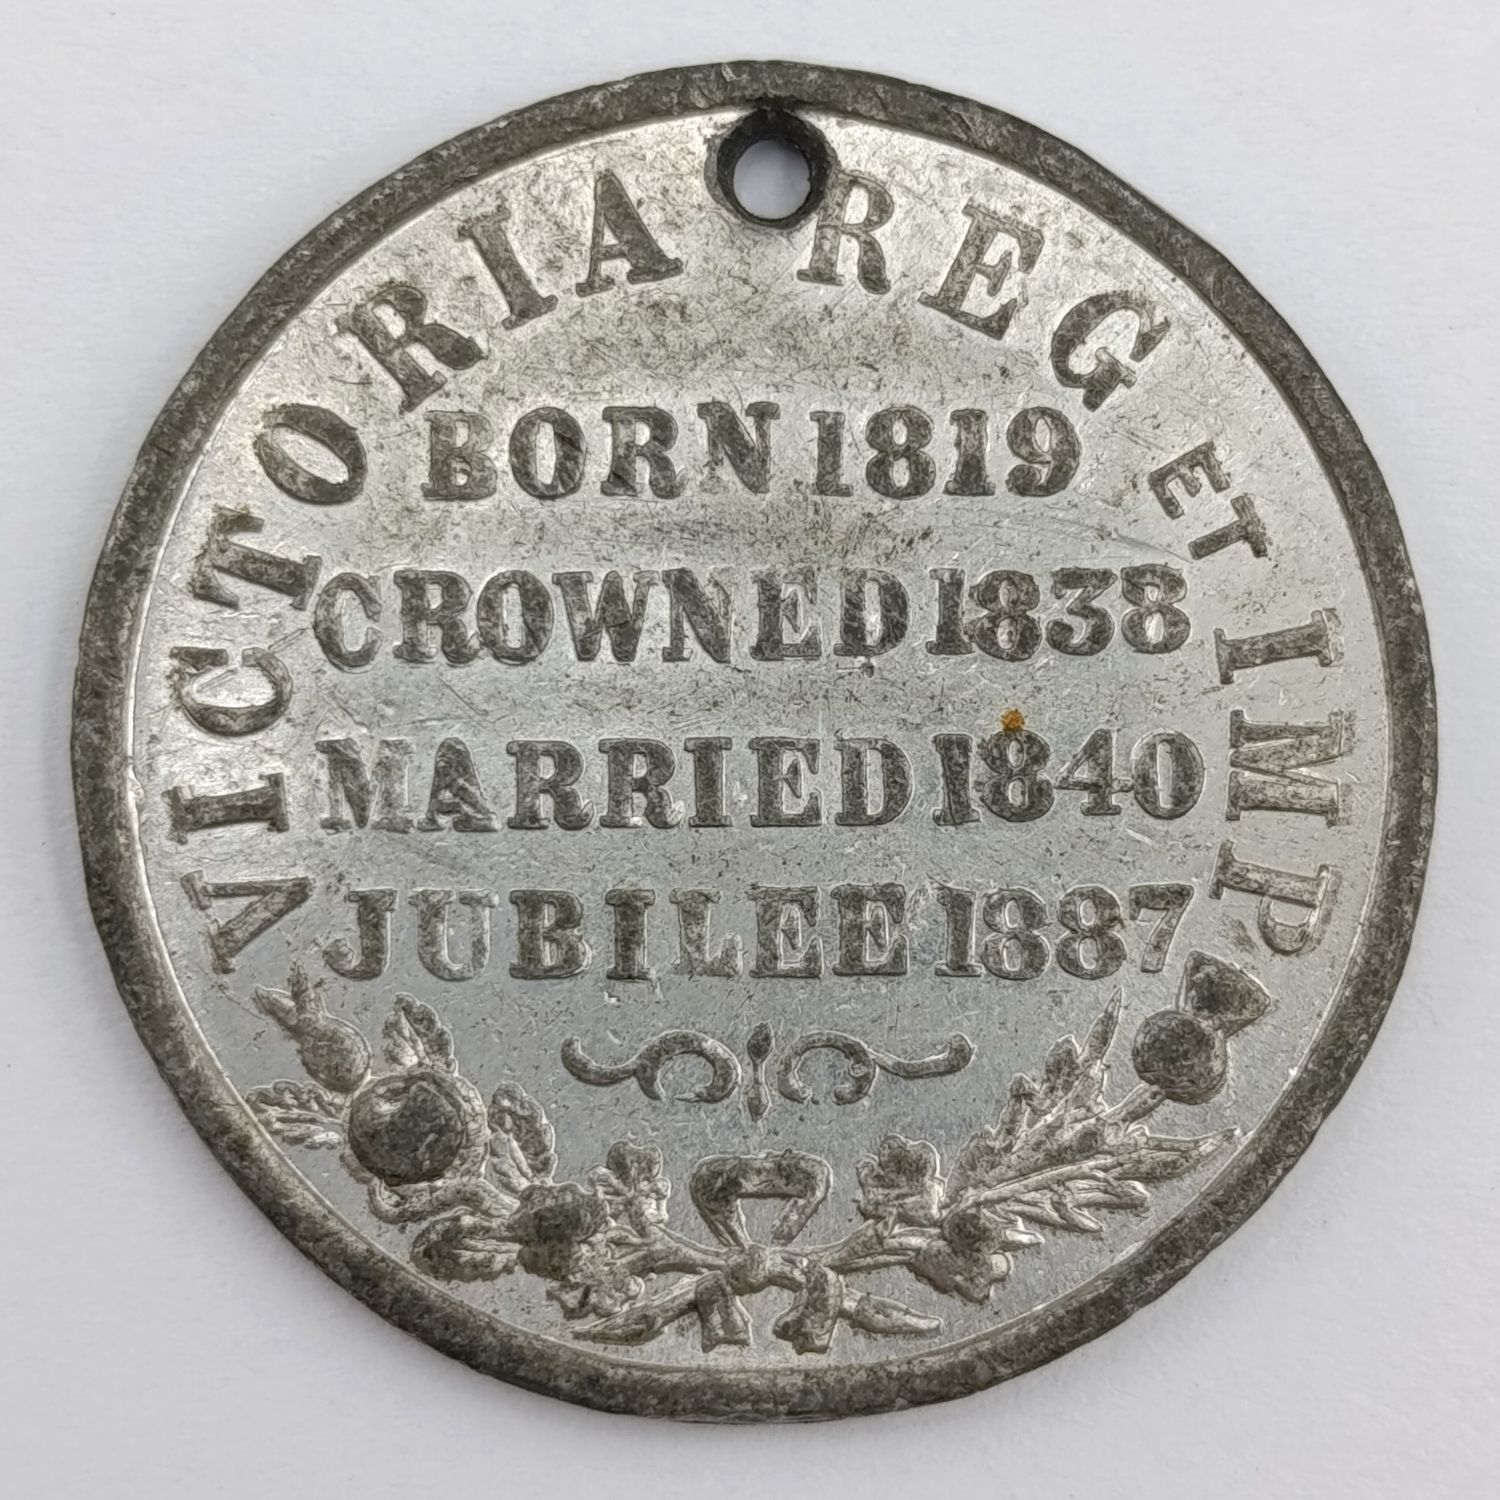 VICTORIA REG ET IMP
BORN 1819
CROWNED 1838
MARRIED 1840
JUBILEE 1887